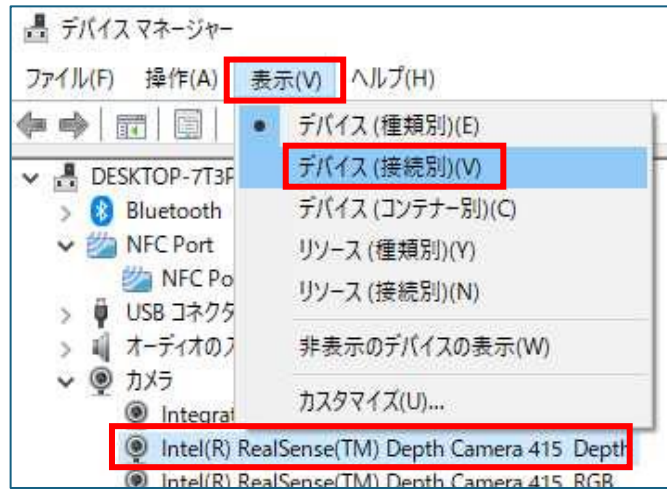 デバイス マネージャー
ファイル(F) 操作(A) 表示(V) ヘルプ(H)
デバイス (種類別)(E)
デバイス (接続別)(V)
デバイス (コンテナー別)(C)
リソース (種類別)(Y)
リソース (接続別)(N)
非表示のデバイスの表示(W)
カスタマイズ(U)...
DESKTOP-7T3P
Bluetooth
NFC Port
NFC Po
USB コネクタ
オーディオの
カメラ
Integrat
Intel(R) RealSense(TM) Depth Camera 415 Depth
Intel(R) RealSense(TM) Depth Camera 415 RGB